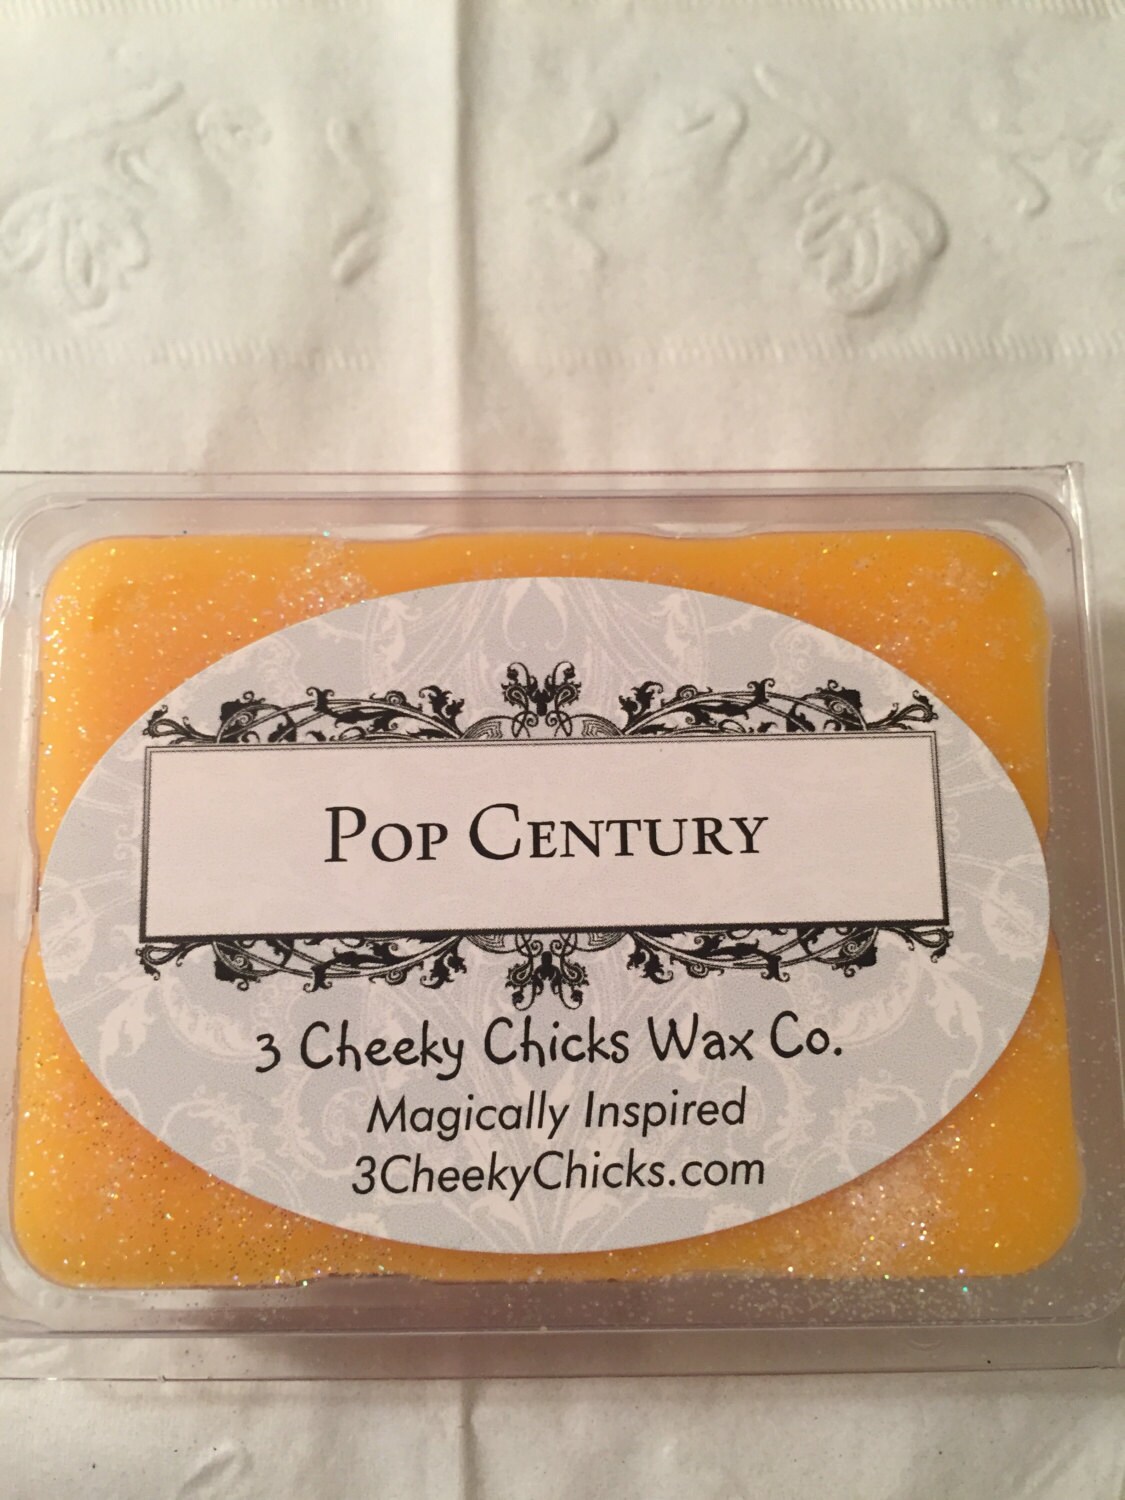 Pop Century
3 Cheeky Chicks Wax Co.
Magically Inspired
3CheekyChicks.com